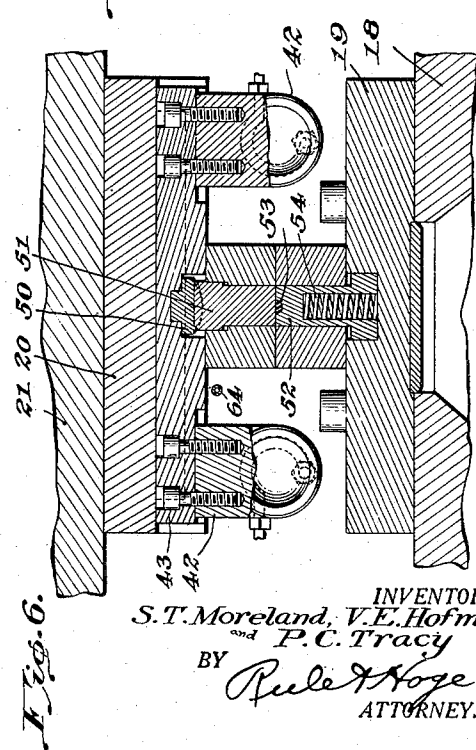 Fig. 6.
21
20
50
51
43
42
64
52
53
54
42
19
18
INVENTOR
S. T. Moreland, V. E. Hofm
and P. C. Tracy
BY
Rule & Hoge
ATTORNEY.